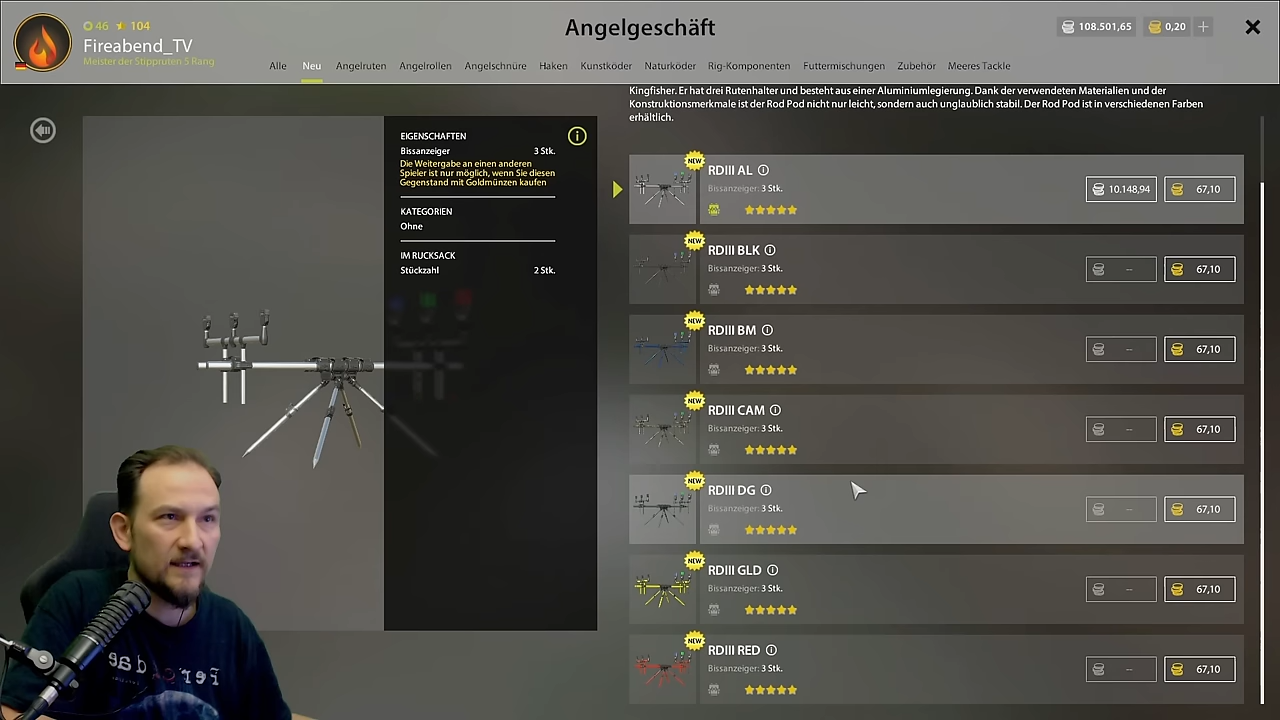 46 104
Fireabend_TV
Meister der Stippruten 5 Rang
Angelgeschäft
108.501,65
0,20
Alle Neu Angelruten Angelrollen Angelschnüre Haken Kunstköder Naturköder Rig-Komponenten Futtermischungen Zubehör Meeres Tackle
Kingfisher. Er hat drei Rutenhalter und besteht aus einer Aluminiumlegierung. Dank der verwendeten Materialien und der
Konstruktionsmerkmale ist der Rod Pod nicht nur leicht, sondern auch unglaublich stabil. Der Rod Pod ist in verschiedenen Farben
erhältlich.
EIGENSCHAFTEN
Bissanzeiger 3 Stk.
Die Weitergabe an einen anderen
Spieler ist nur möglich, wenn Sie diesen
Gegenstand mit Goldmünzen kaufen
KATEGORIEN
Ohne
IM RUCKSACK
Stückzahl 2 Stk.
NEW
RDIII AL
Bissanzeiger: 3 Stk.
10.148,94
67,10
NEW
RDIII BLK
Bissanzeiger: 3 Stk.
--
67,10
NEW
RDIII BM
Bissanzeiger: 3 Stk.
--
67,10
NEW
RDIII CAM
Bissanzeiger: 3 Stk.
--
67,10
NEW
RDIII DG
Bissanzeiger: 3 Stk.
--
67,10
NEW
RDIII GLD
Bissanzeiger: 3 Stk.
--
67,10
NEW
RDIII RED
Bissanzeiger: 3 Stk.
--
67,10